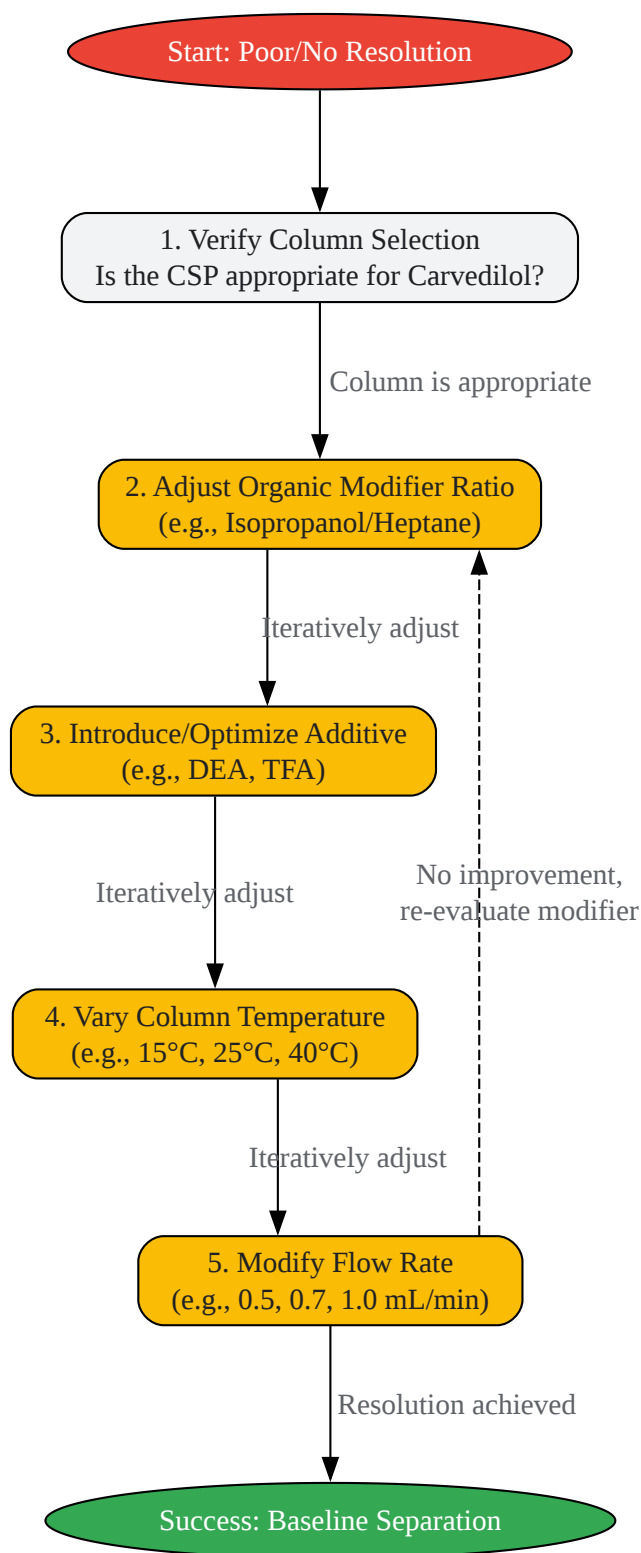 Start: Poor/No Resolution
1. Verify Column Selection
Is the CSP appropriate for Carvedilol?
Column is appropriate
2. Adjust Organic Modifier Ratio
(e.g., Isopropanol/Heptane)
Iteratively adjust
3. Introduce/Optimize Additive
(e.g., DEA, TFA)
Iteratively adjust
No improvement,
re-evaluate modifier
4. Vary Column Temperature
(e.g., 15°C, 25°C, 40°C)
Iteratively adjust
5. Modify Flow Rate
(e.g., 0.5, 0.7, 1.0 mL/min)
Resolution achieved
Success: Baseline Separation